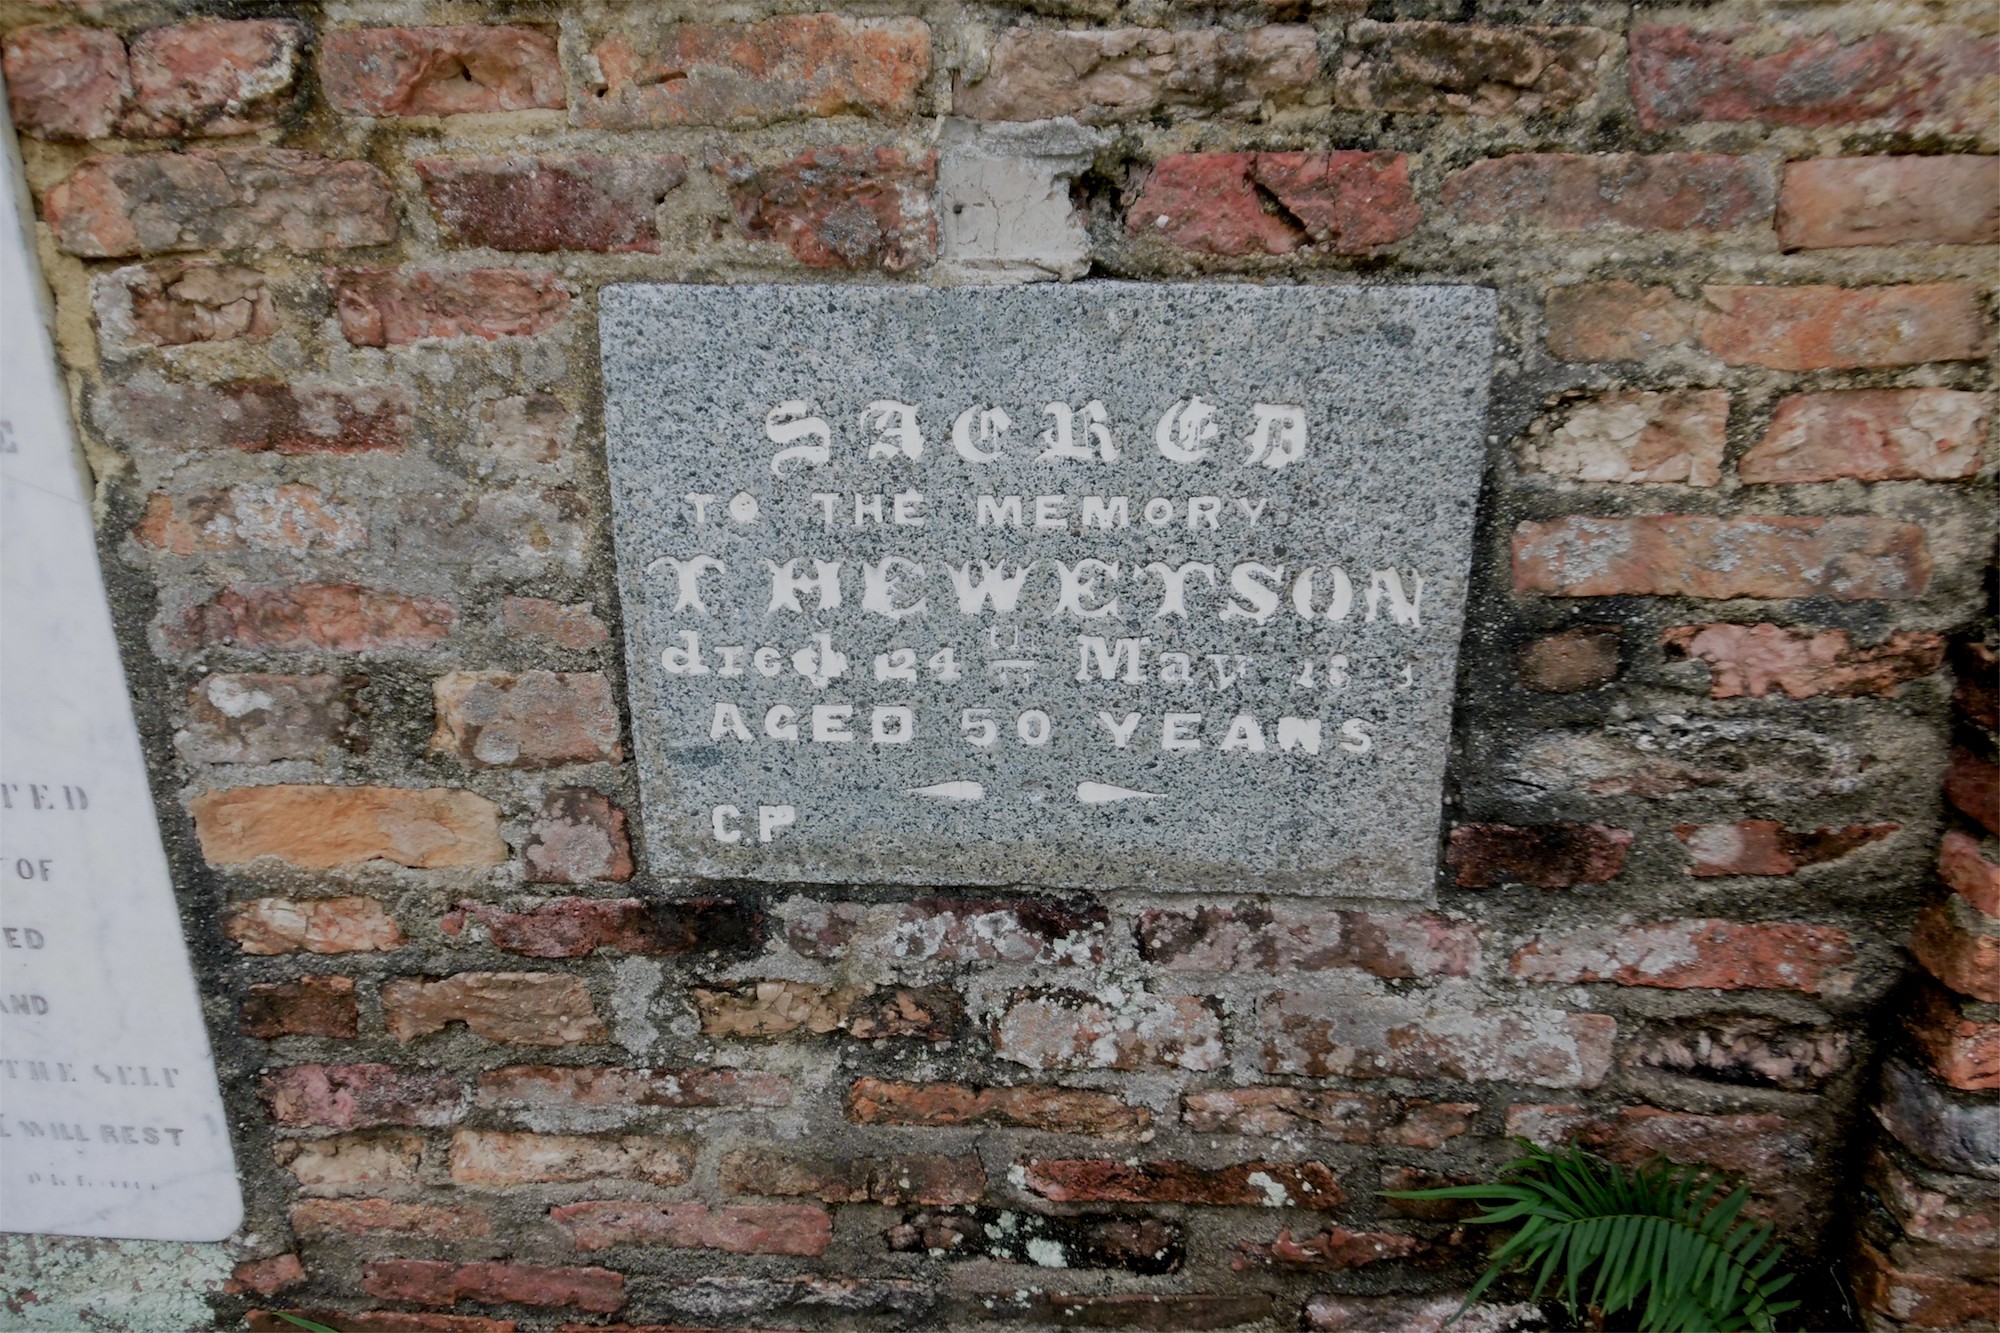 E
TED
OF
ED
AND
THE SELF
WILL REST
SACRED
TO THE MEMORY
T HEWETSON
died 24th May
AGED 50 YEARS
CP